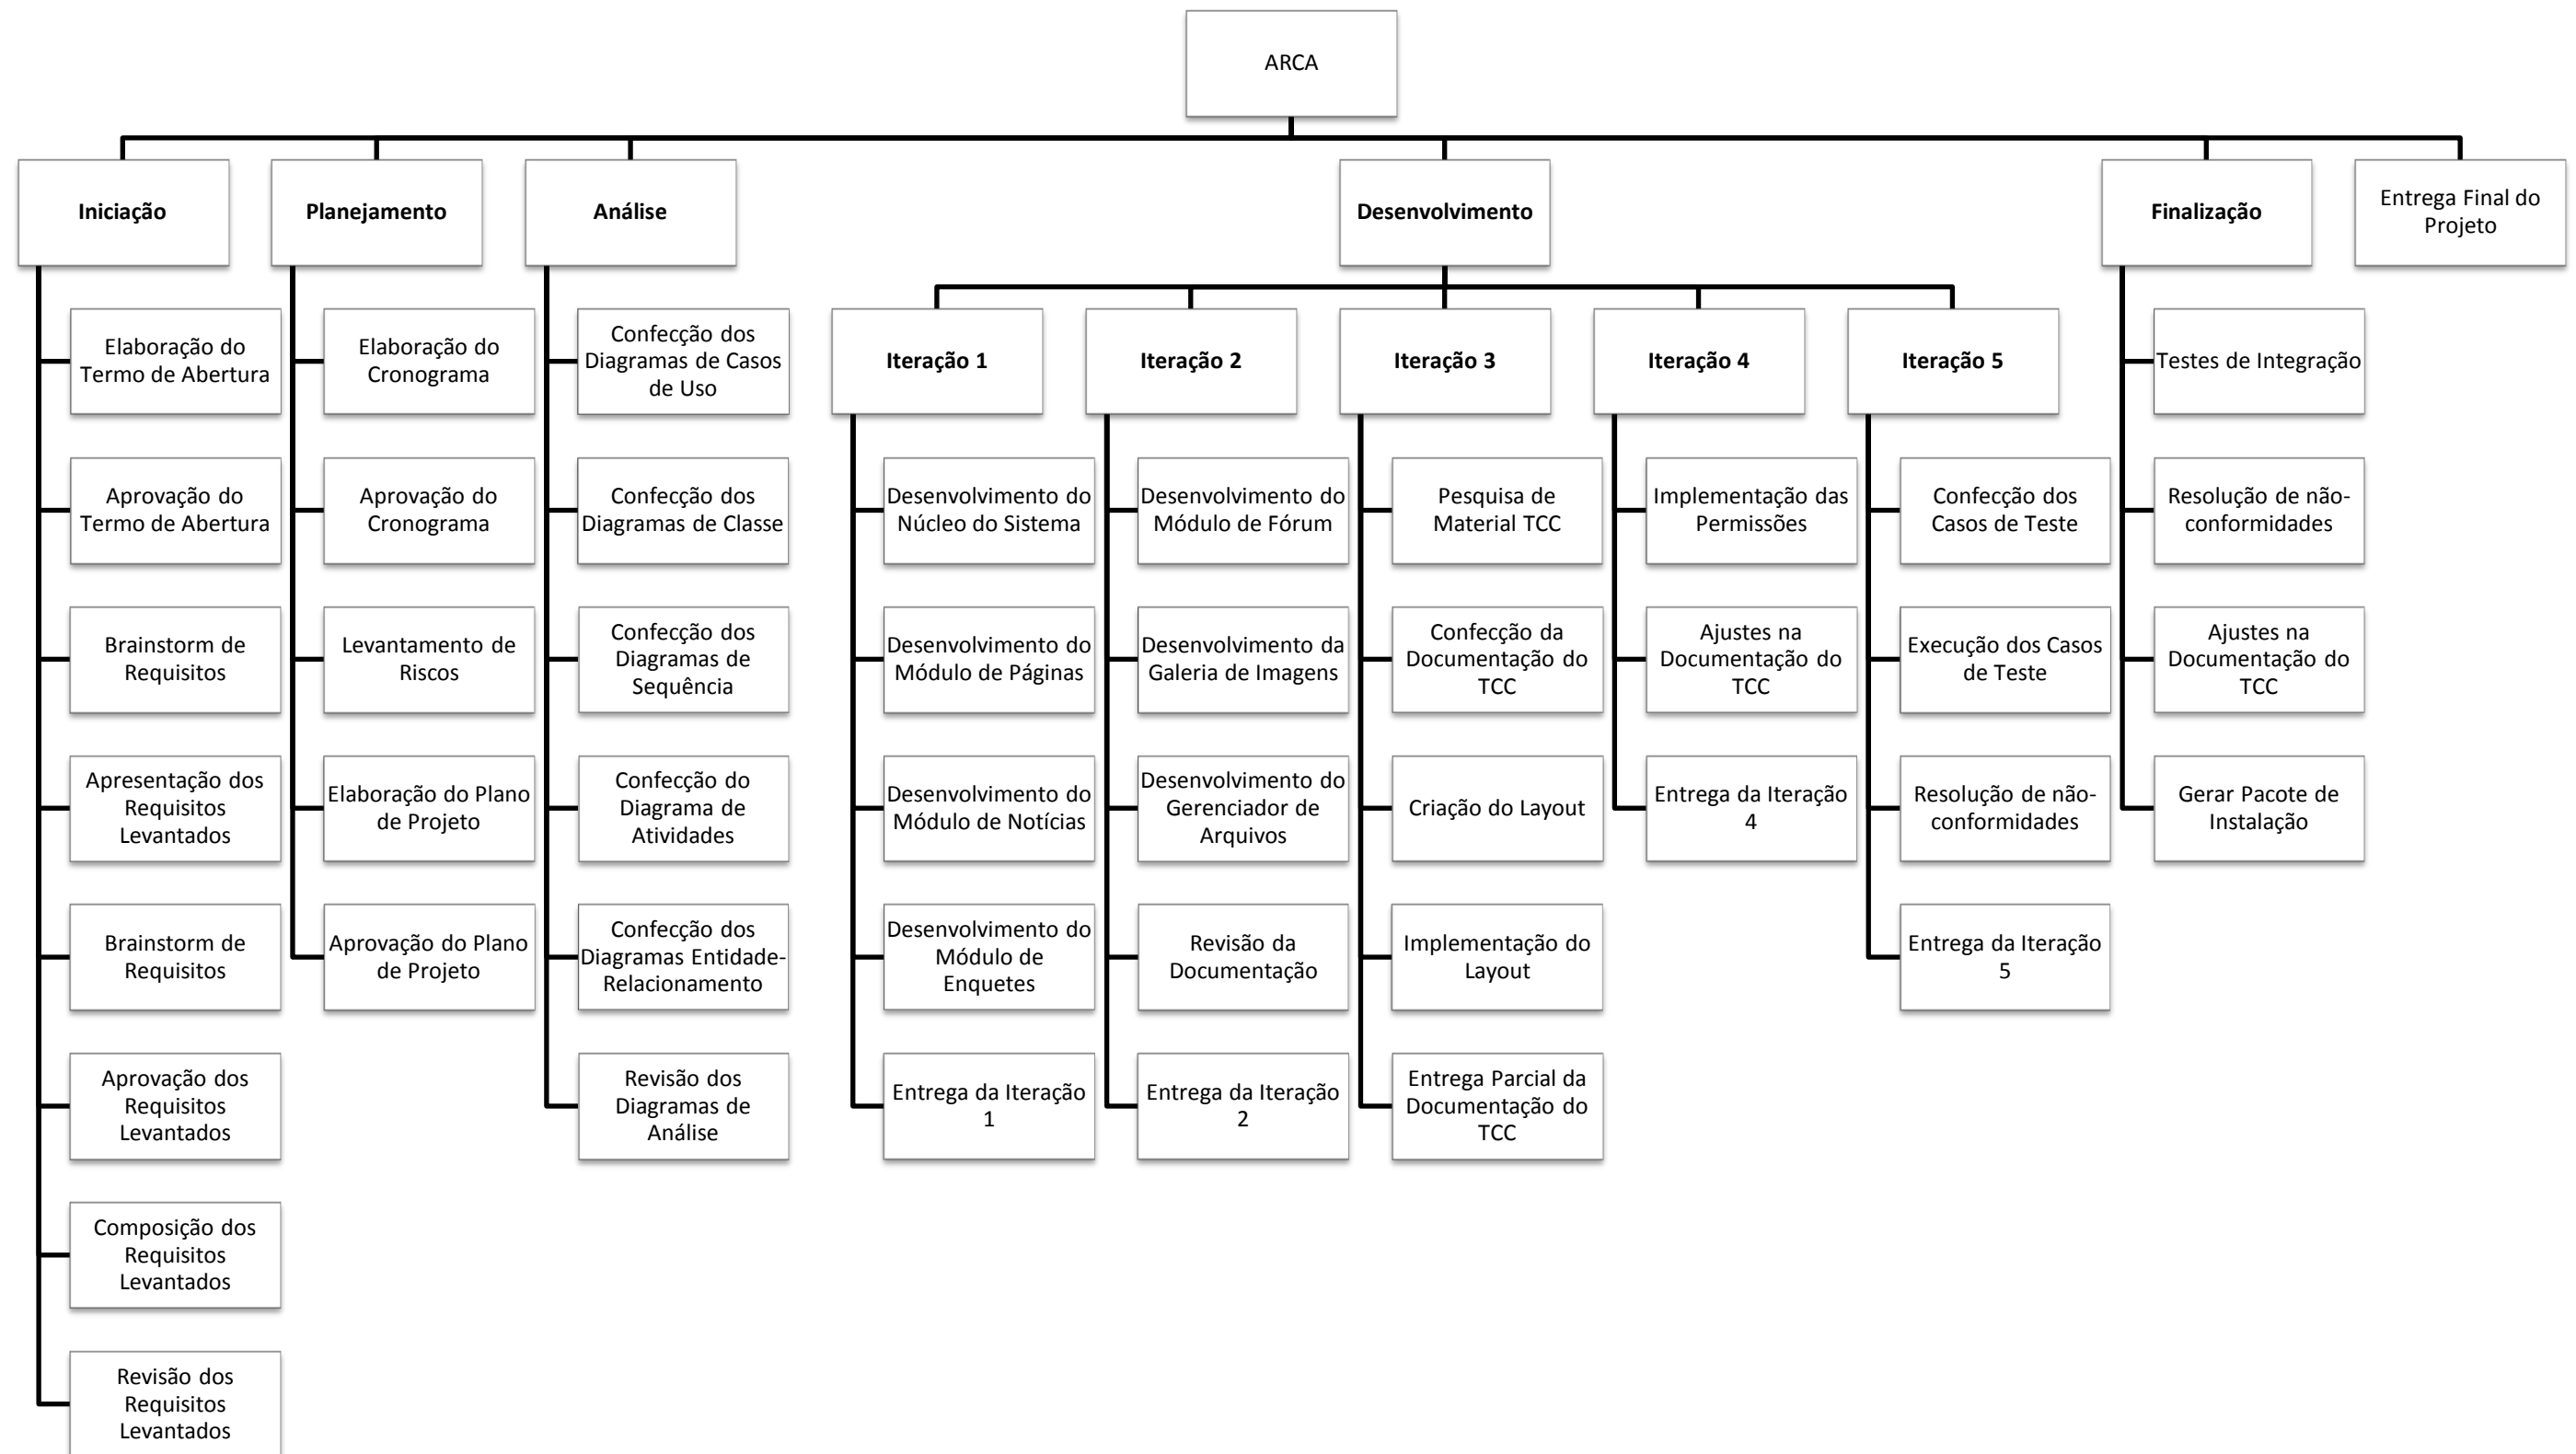 ARCA
Iniciação
Planejamento
Análise
Desenvolvimento
Finalização
Entrega Final do
Projeto
Elaboração do
Termo de Abertura
Aprovação do
Termo de Abertura
Brainstorm de
Requisitos
Apresentação dos
Requisitos
Levantados
Brainstorm de
Requisitos
Aprovação dos
Requisitos
Levantados
Composição dos
Requisitos
Levantados
Revisão dos
Requisitos
Levantados
Elaboração do
Cronograma
Aprovação do
Cronograma
Levantamento de
Riscos
Elaboração do Plano
de Projeto
Aprovação do Plano
de Projeto
Confecção dos
Diagramas de Casos
de Uso
Confecção dos
Diagramas de Classe
Confecção dos
Diagramas de
Sequência
Confecção do
Diagrama de
Atividades
Confecção dos
Diagramas Entidade-
Relacionamento
Revisão dos
Diagramas de
Análise
Iteração 1
Desenvolvimento do
Núcleo do Sistema
Desenvolvimento do
Módulo de Páginas
Desenvolvimento do
Módulo de Notícias
Desenvolvimento do
Módulo de
Enquetes
Entrega da Iteração
1
Iteração 2
Desenvolvimento do
Módulo de Fórum
Desenvolvimento da
Galeria de Imagens
Desenvolvimento do
Gerenciador de
Arquivos
Revisão da
Documentação
Entrega da Iteração
2
Iteração 3
Pesquisa de
Material TCC
Confecção da
Documentação do
TCC
Criação do Layout
Implementação do
Layout
Entrega Parcial da
Documentação do
TCC
Iteração 4
Implementação das
Permissões
Ajustes na
Documentação do
TCC
Entrega da Iteração
4
Iteração 5
Confecção dos
Casos de Teste
Execução dos Casos
de Teste
Resolução de não-
conformidades
Entrega da Iteração
5
Testes de Integração
Resolução de não-
conformidades
Ajustes na
Documentação do
TCC
Gerar Pacote de
Instalação